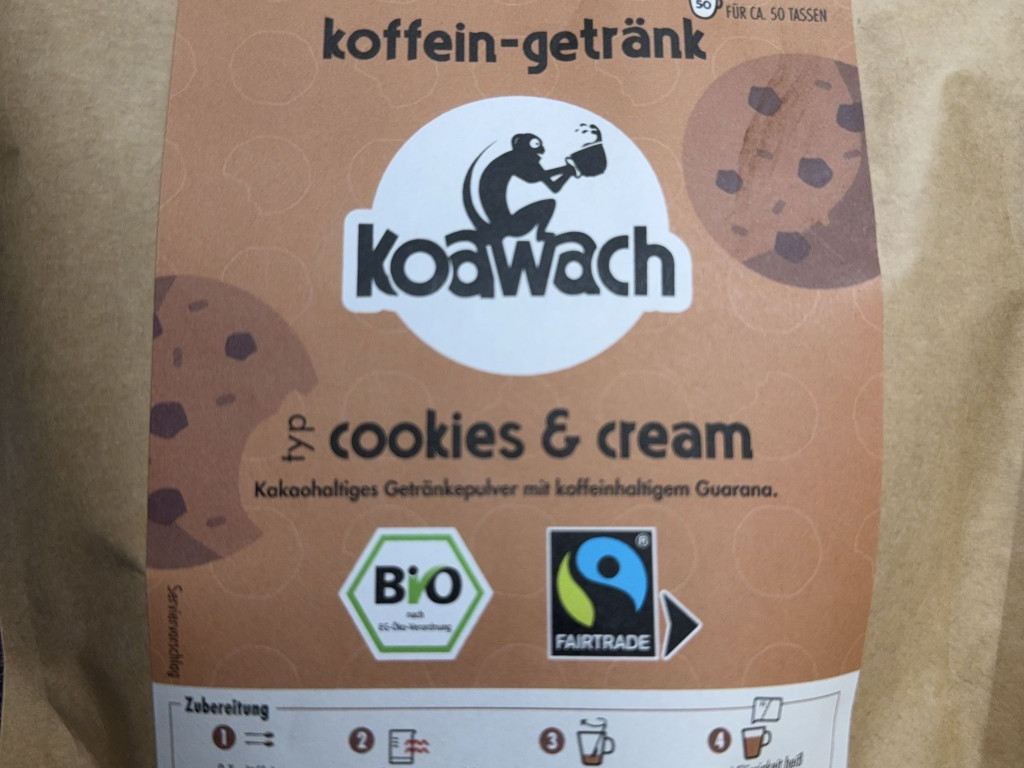 50
FÜR CA. 50 TASSEN
koffein-getränk
koawach
typ cookies & cream
Kakaohaltiges Getränkepulver mit koffeinhaltigem Guarana.
Bio
nach
EG-Öko-Verordnung
®
FAIRTRADE
Serviervorschlag
Zubereitung
1 2 3 4
heiß